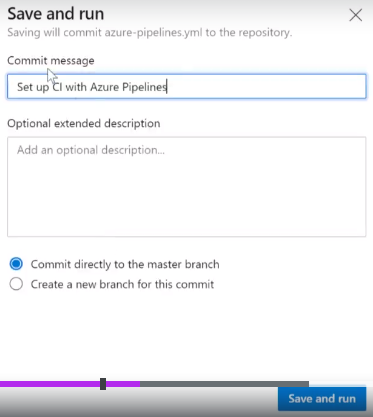 Save and run
Saving will commit azure-pipelines.yml to the repository.
Commit message
Set up CI with Azure Pipelines
Optional extended description
Add an optional description...
Commit directly to the master branch
Create a new branch for this commit
Save and run